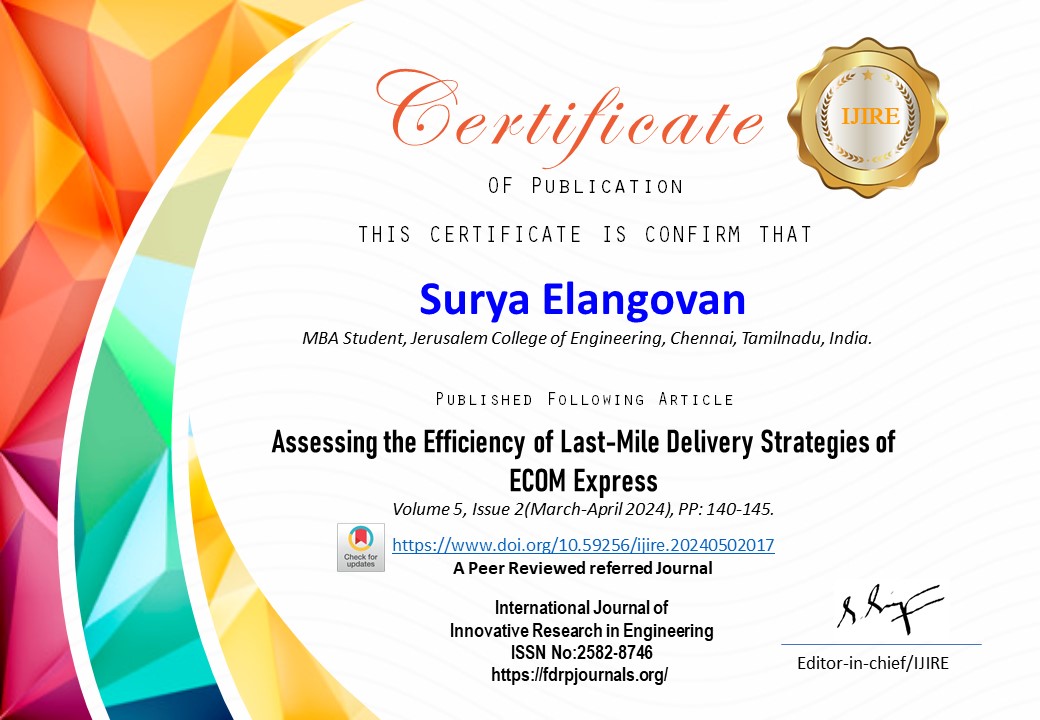 Certificate
IJIRE
OF PUBLICATION
THIS CERTIFICATE IS CONFIRM THAT
Surya Elangovan
MBA Student, Jerusalem College of Engineering, Chennai, Tamilnadu, India.
PUBLISHED FOLLOWING ARTICLE
Assessing the Efficiency of Last-Mile Delivery Strategies of
ECOM Express
Volume 5, Issue 2(March-April 2024), PP: 140-145.
Check for
updates
https://www.doi.org/10.59256/ijire.20240502017
A Peer Reviewed referred Journal
International Journal of
Innovative Research in Engineering
ISSN No:2582-8746
https://fdrpjournals.org/
Editor-in-chief/IJIRE